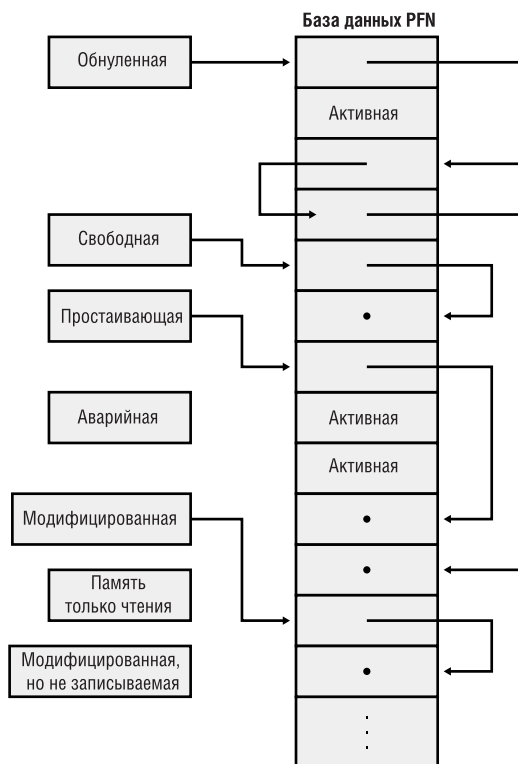 База данных PFN
Обнуленная
Активная
Свободная
Простаивающая
Аварийная
Активная
Активная
Модифицированная
Память
только чтения
Модифицированная,
но не записываемая